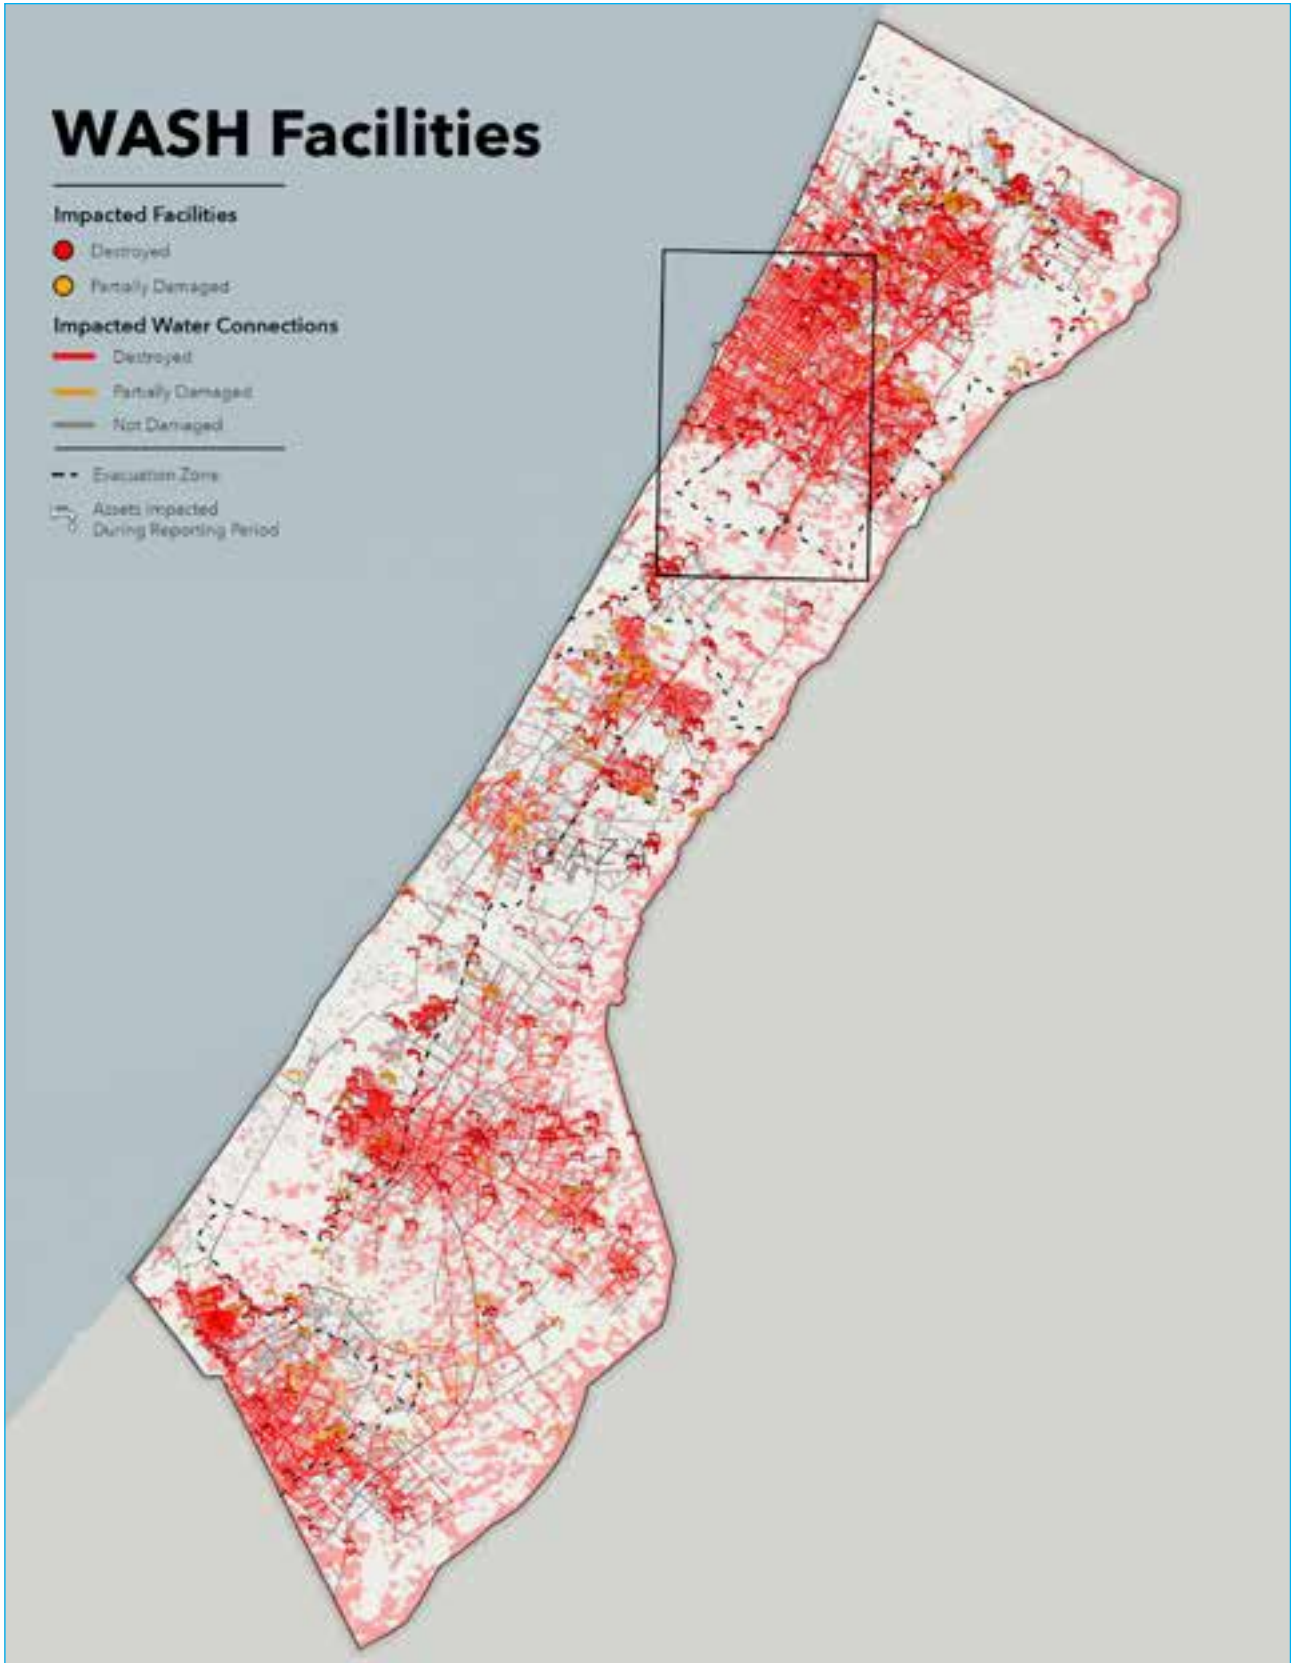 WASH Facilities
Impacted Facilities
Destroyed
Partially Damaged
Impacted Water Connections
Destroyed
Partially Damaged
Not Damaged
Evacuation Zone
Assets Impacted
During Reporting Period
GAZA